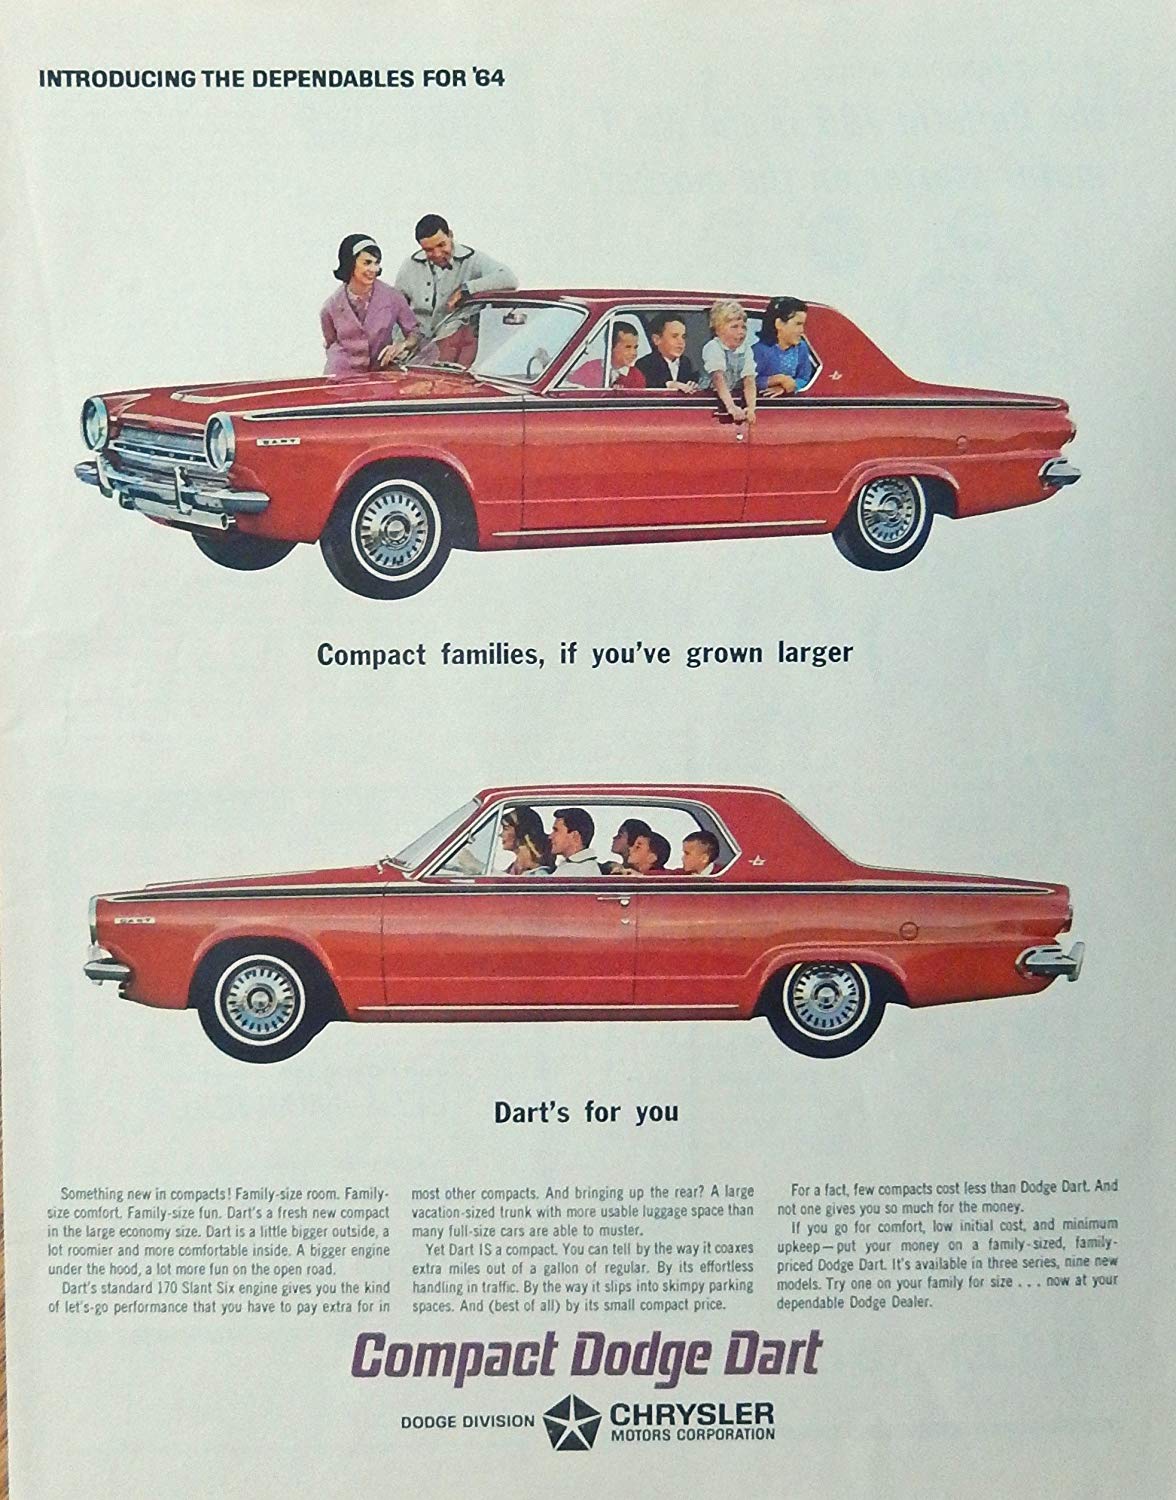 INTRODUCING THE DEPENDABLES FOR '64
DART
Compact families, if you've grown larger
DART
Dart's for you
Something new in compacts! Family-size room. Family-
size comfort. Family-size fun. Dart's a fresh new compact
in the large economy size. Dart is a little bigger outside, a
lot roomier and more comfortable inside. A bigger engine
under the hood, a lot more fun on the open road.
Dart's standard 170 Slant Six engine gives you the kind
of let's-go performance that you have to pay extra for in
most other compacts. And bringing up the rear? A large
vacation-sized trunk with more usable luggage space than
many full-size cars are able to muster.
Yet Dart IS a compact. You can tell by the way it coaxes
extra miles out of a gallon of regular. By its effortless
handling in traffic. By the way it slips into skimpy parking
spaces. And (best of all) by its small compact price.
For a fact, few compacts cost less than Dodge Dart. And
not one gives you so much for the money.
If you go for comfort, low initial cost, and minimum
upkeep—put your money on a family-sized, family-
priced Dodge Dart. It's available in three series, nine new
models. Try one on your family for size . . . now at your
dependable Dodge Dealer.
Compact Dodge Dart
DODGE DIVISION CHRYSLER
MOTORS CORPORATION